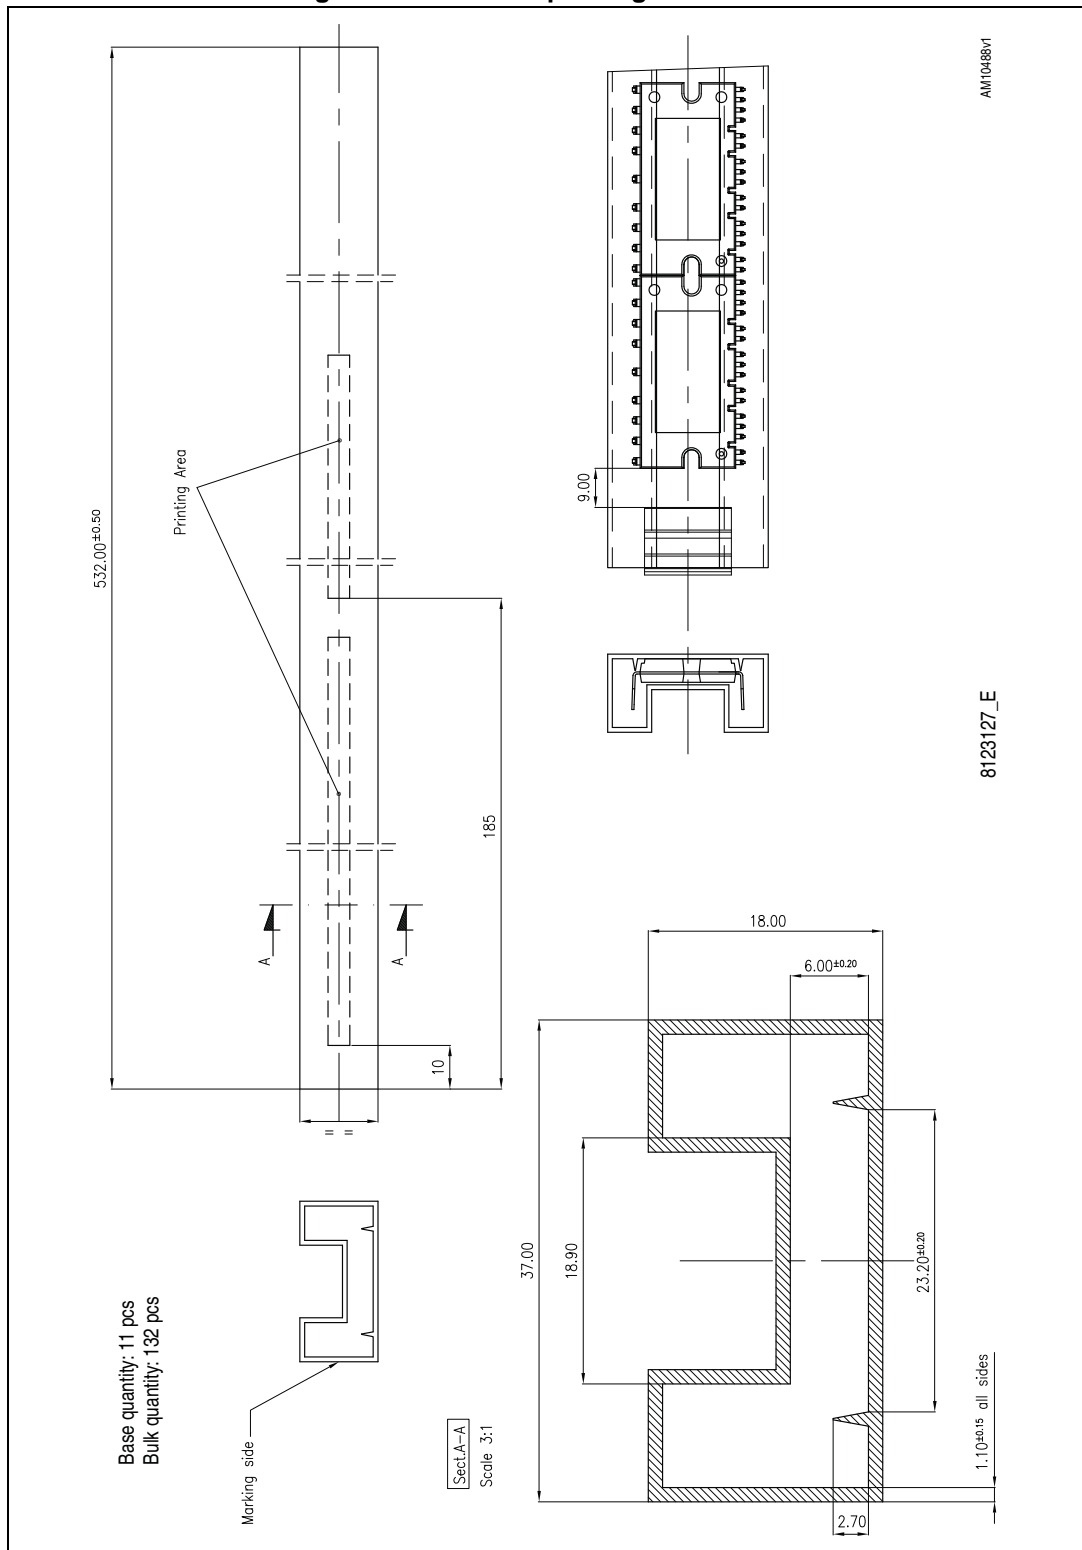 AM10488v1
532.00±0.50
Printing Area
9.00
8123127_E
185
A
A
10
= =
18.00
6.00±0.20
37.00
18.90
23.20±0.20
Base quantity: 11 pcs
Bulk quantity: 132 pcs
Marking side
Sect.A-A
Scale 3:1
1.10±0.15 all sides
2.70